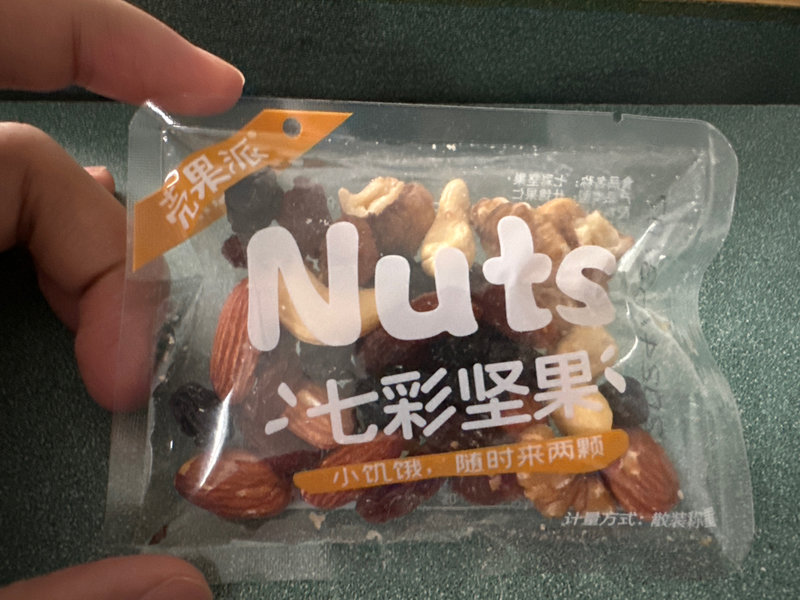 壳果派
Nuts
七彩坚果
小饥饿，随时来两颗
计量方式：散装称重